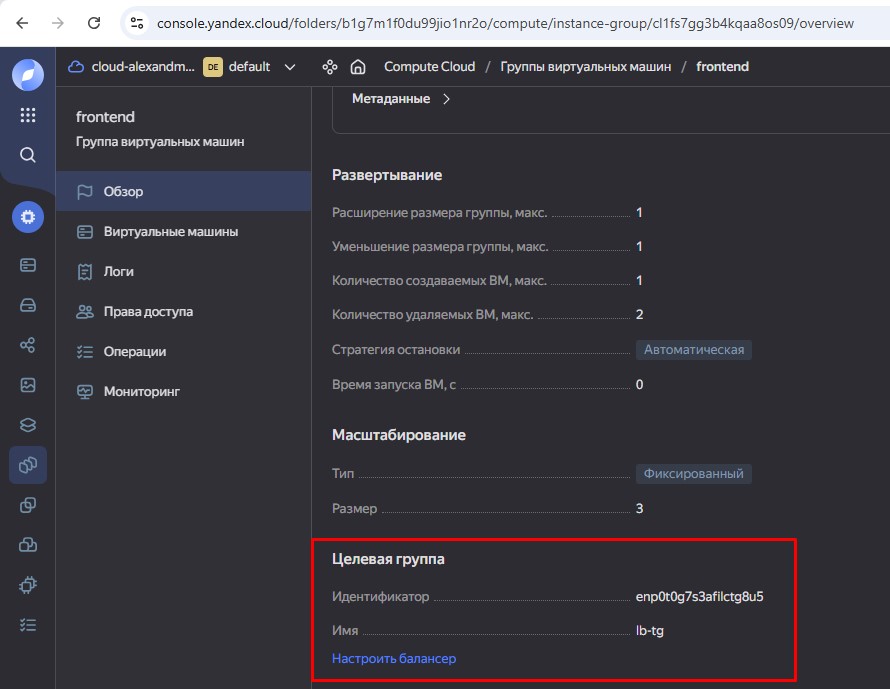 console.yandex.cloud/folders/b1g7m1f0du99jio1nr2o/compute/instance-group/cl1fs7gg3b4kqaa8os09/overview
cloud-alexandm... DE default Compute Cloud / Группы виртуальных машин / frontend
frontend
Группа виртуальных машин
Обзор
Виртуальные машины
Логи
Права доступа
Операции
Мониторинг
Метаданные
Развертывание
Расширение размера группы, макс. 1
Уменьшение размера группы, макс. 1
Количество создаваемых ВМ, макс. 1
Количество удаляемых ВМ, макс. 2
Стратегия остановки Автоматическая
Время запуска ВМ, с 0
Масштабирование
Тип Фиксированный
Размер 3
Целевая группа
Идентификатор enp0t0g7s3afilctg8u5
Имя lb-tg
Настроить балансер